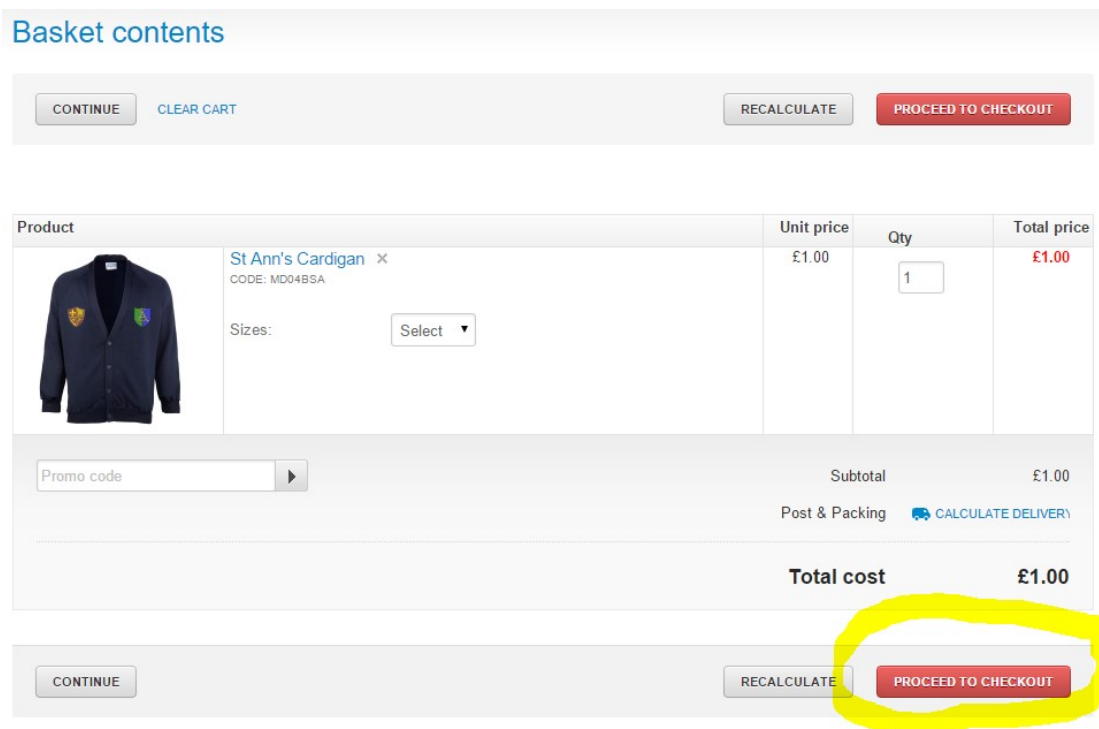 Basket contents
CONTINUE CLEAR CART RECALCULATE PROCEED TO CHECKOUT
Product Unit price Qty Total price
St Ann's Cardigan × £1.00 1 £1.00
CODE: MD04BSA
Sizes: Select
Promo code Subtotal £1.00
Post & Packing CALCULATE DELIVERY
Total cost £1.00
CONTINUE RECALCULATE PROCEED TO CHECKOUT